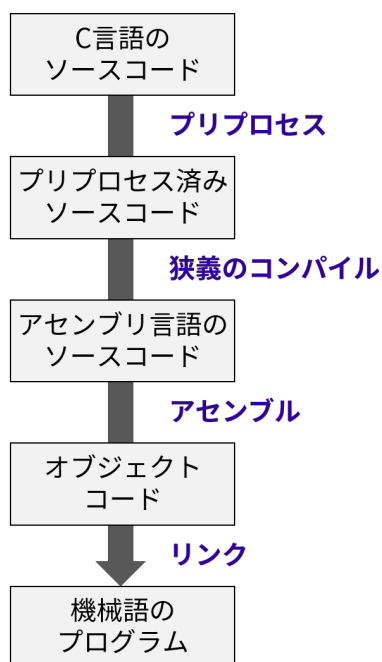 C言語の
ソースコード
プリプロセス
プリプロセス済み
ソースコード
狭義のコンパイル
アセンブリ言語の
ソースコード
アセンブル
オブジェクト
コード
リンク
機械語の
プログラム